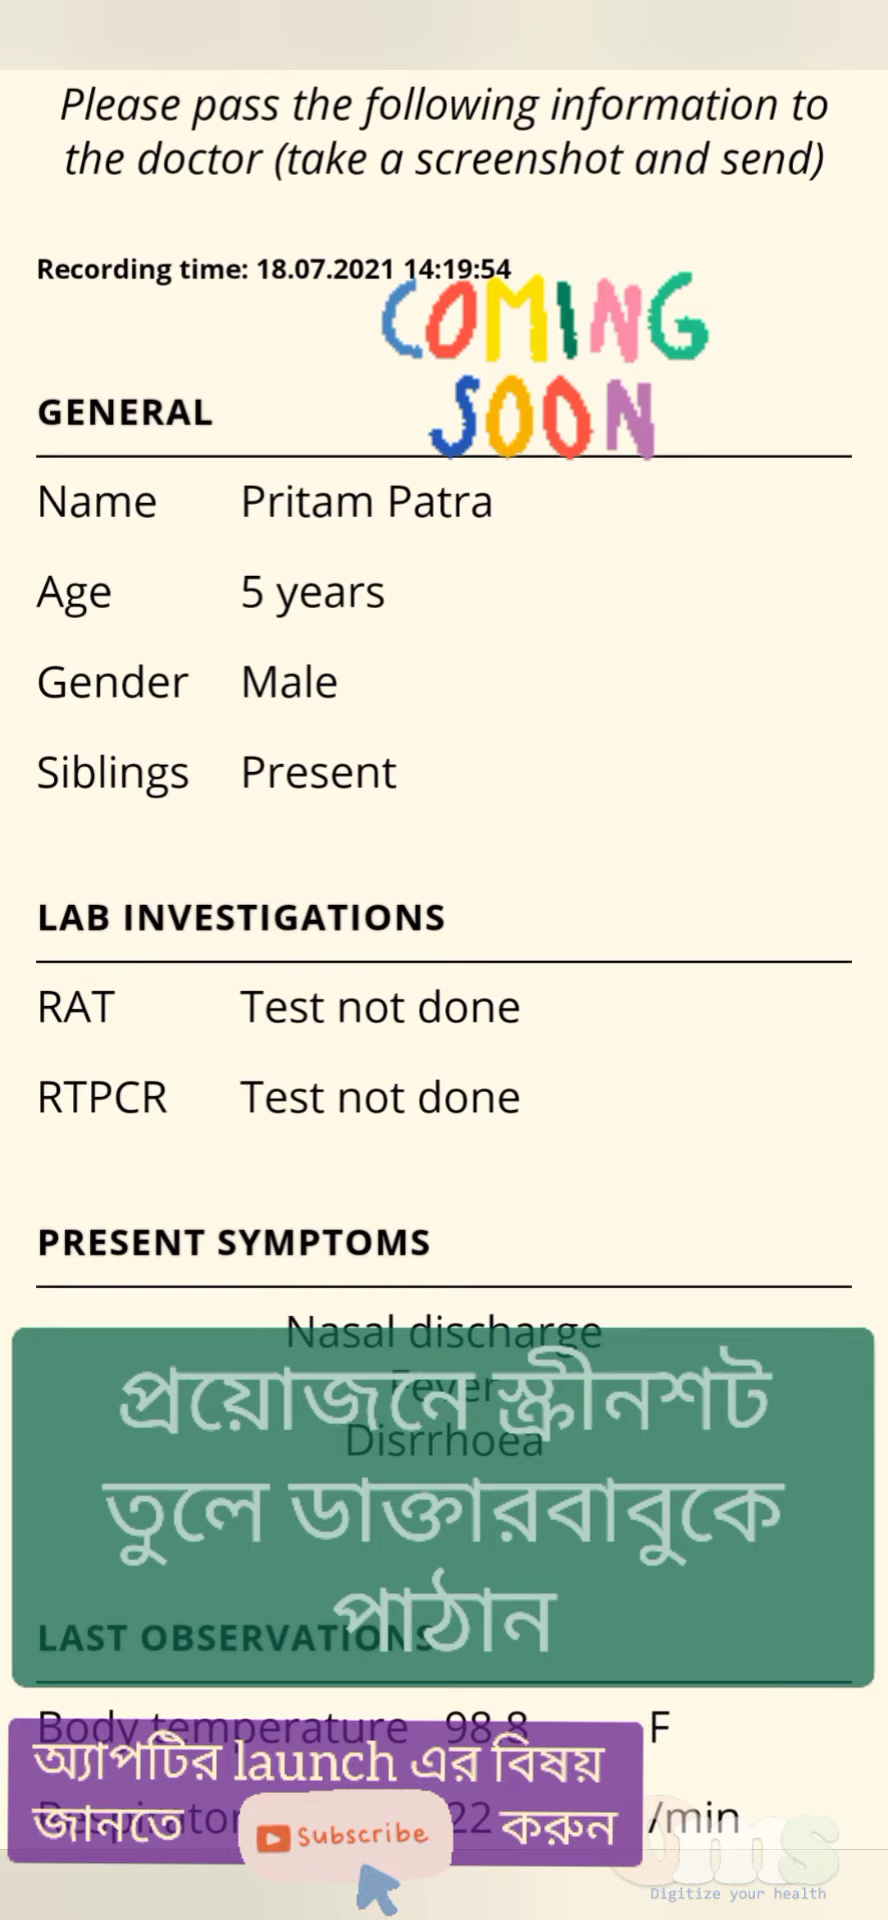 Please pass the following information to
the doctor (take a screenshot and send)
Recording time: 18.07.2021 14:19:54
COMING
SOON
GENERAL
Name Pritam Patra
Age 5 years
Gender Male
Siblings Present
LAB INVESTIGATIONS
RAT Test not done
RTPCR Test not done
PRESENT SYMPTOMS
Nasal discharge
Fever
Disrrhoea
প্রয়োজনে স্ক্রীনশট
তুলে ডাক্তারবাবুকে
পাঠান
LAST OBSERVATIONS
Body temperature 98.8 F
অ্যাপটির launch এর বিষয়
জানতে Subscribe করুন
22 /min
ms
Digitize your health